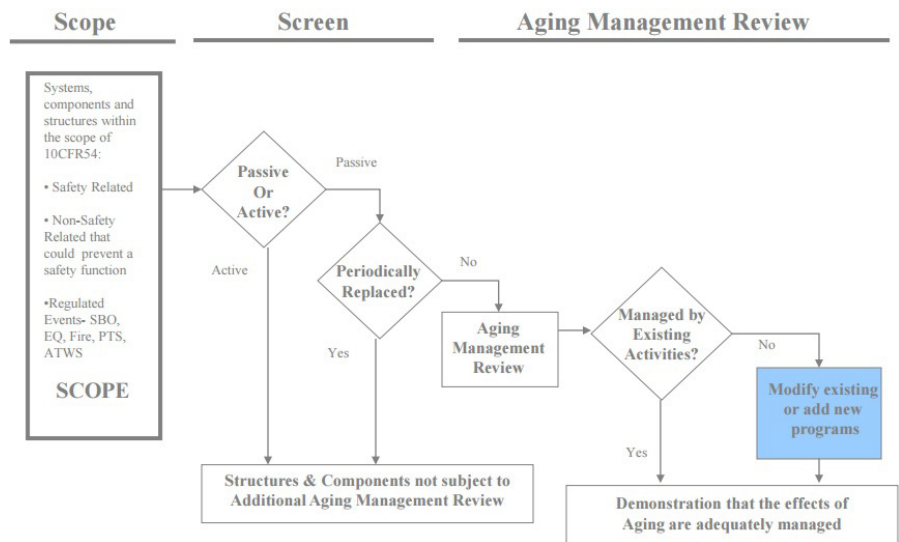 Scope
Screen
Aging Management Review
Systems,
components and
structures within
the scope of
10CFR54:
• Safety Related
• Non-Safety
Related that
could prevent a
safety function
•Regulated
Events- SBO,
EQ, Fire, PTS,
ATWS
SCOPE
Passive
Or
Active?
Passive
Active
Periodically
Replaced?
No
Yes
Aging
Management
Review
Managed by
Existing
Activities?
No
Yes
Modify existing
or add new
programs
Structures & Components not subject to
Additional Aging Management Review
Demonstration that the effects of
Aging are adequately managed